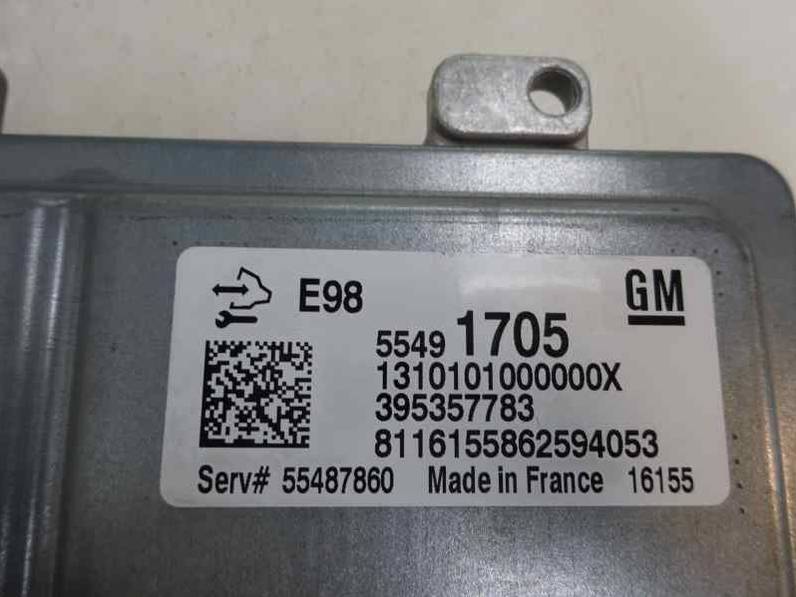 E98 GM
5549 1705
1310101000000X
395357783
8116155862594053
Serv# 55487860 Made in France 16155